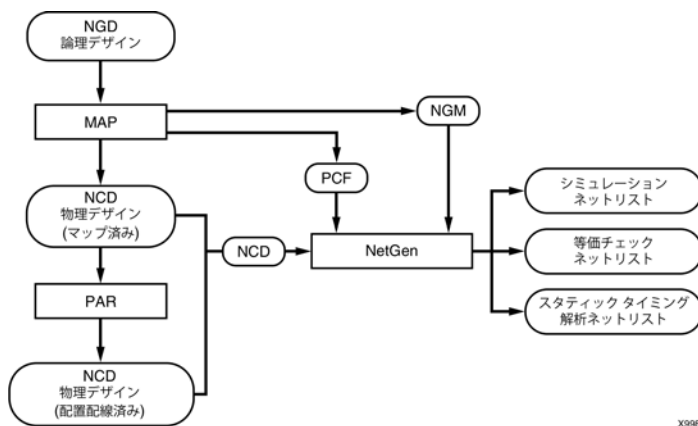 NGD
論理デザイン
MAP
NGM
PCF
NCD
物理デザイン
(マップ済み)
NCD
NetGen
シミュレーション
ネットリスト
等価チェック
ネットリスト
スタティック タイミング
解析ネットリスト
PAR
NCD
物理デザイン
(配置配線済み)